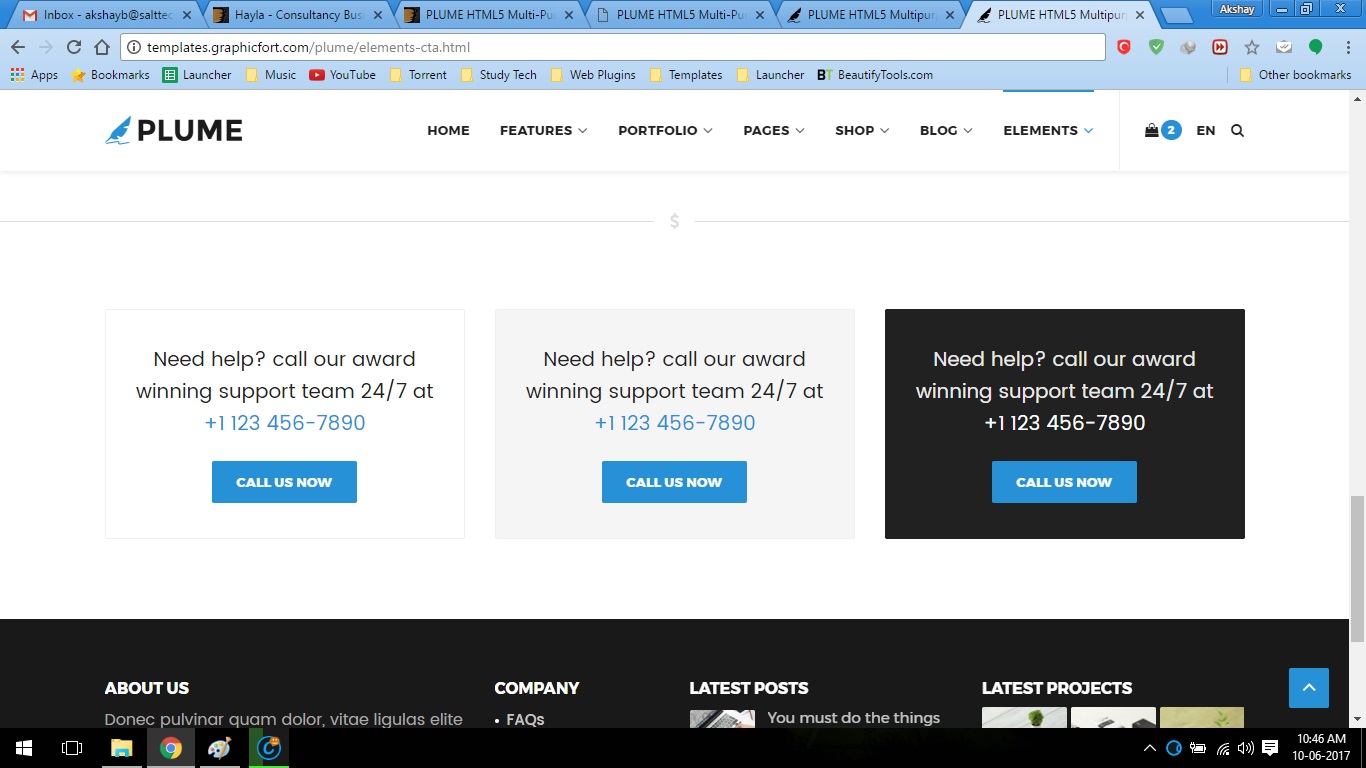 Inbox - akshayb@salttec
Hayla - Consultancy Busi
PLUME HTML5 Multi-Pu
PLUME HTML5 Multi-Pu
PLUME HTML5 Multipur
PLUME HTML5 Multipur
Akshay
templates.graphicfort.com/plume/elements-cta.html
Apps
Bookmarks
Launcher
Music
YouTube
Torrent
Study Tech
Web Plugins
Templates
Launcher
BT BeautifyTools.com
Other bookmarks
PLUME
HOME
FEATURES
PORTFOLIO
PAGES
SHOP
BLOG
ELEMENTS
2
EN
$
Need help? call our award
winning support team 24/7 at
+1 123 456-7890
CALL US NOW
Need help? call our award
winning support team 24/7 at
+1 123 456-7890
CALL US NOW
Need help? call our award
winning support team 24/7 at
+1 123 456-7890
CALL US NOW
ABOUT US
Donec pulvinar quam dolor, vitae ligulas elite
COMPANY
• FAQs
LATEST POSTS
You must do the things
LATEST PROJECTS
10:46 AM
10-06-2017